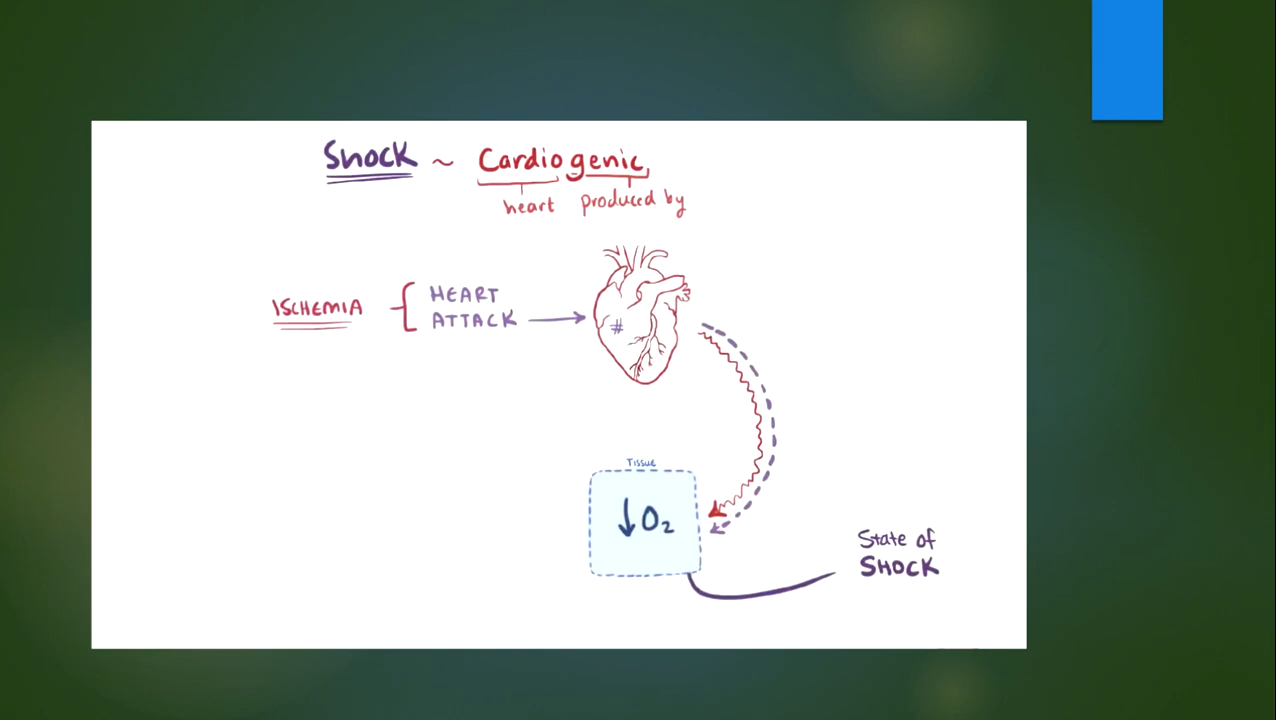 Shock ~ Cardiogenic
heart produced by
ISCHEMIA { HEART
ATTACK
#
Tissue
↓O₂
State of
SHOCK